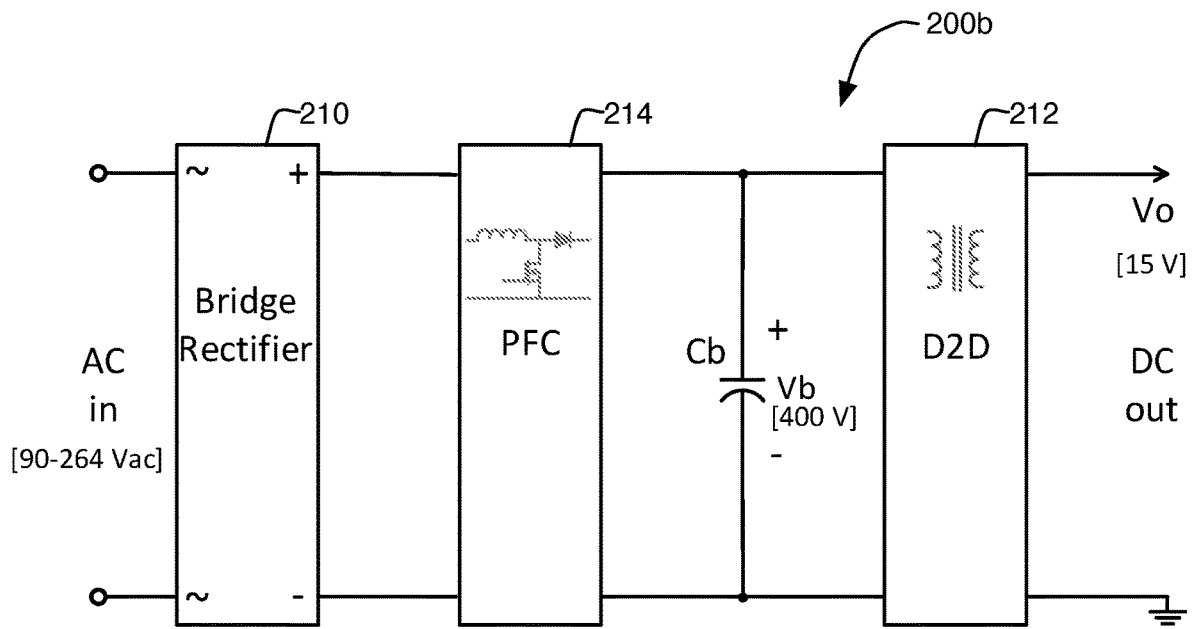 200b
210
214
212
~
+
Bridge
Rectifier
~
-
PFC
Cb
+
Vb
[400 V]
-
D2D
AC
in
[90-264 Vac]
Vo
[15 V]
DC
out